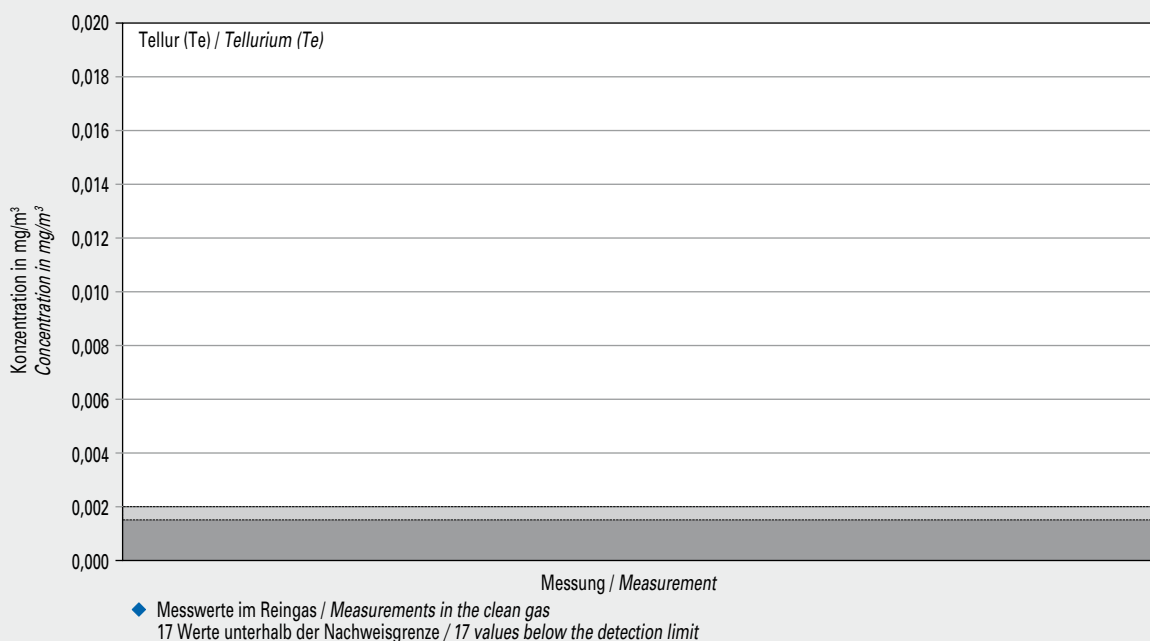 Konzentration in mg/m³
Concentration in mg/m³
0,020
0,018
0,016
0,014
0,012
0,010
0,008
0,006
0,004
0,002
0,000
Tellur (Te) / Tellurium (Te)
Messung / Measurement
Messwerte im Reingas / Measurements in the clean gas
17 Werte unterhalb der Nachweisgrenze / 17 values below the detection limit